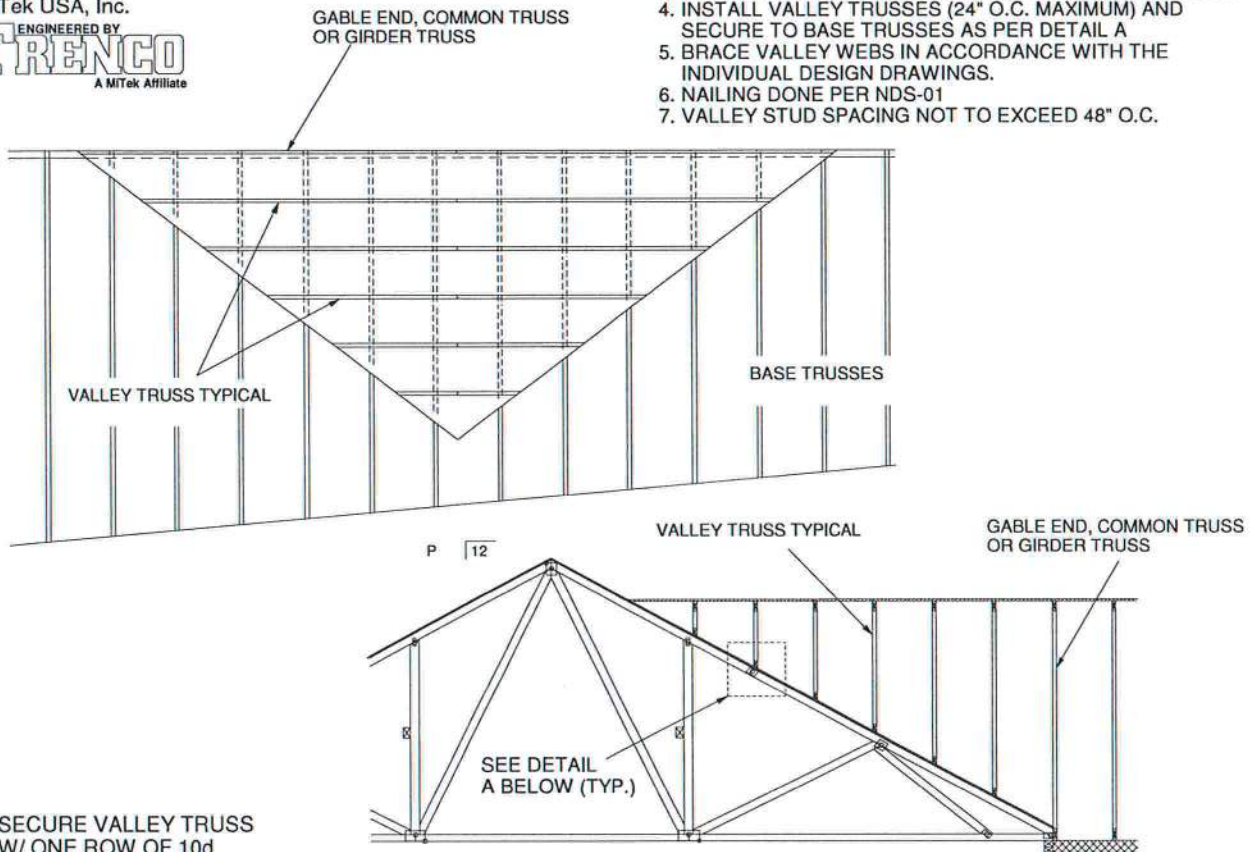 Tek USA, Inc.
ENGINEERED BY
TRENCO
A MiTek Affiliate
GABLE END, COMMON TRUSS
OR GIRDER TRUSS
4. INSTALL VALLEY TRUSSES (24" O.C. MAXIMUM) AND
SECURE TO BASE TRUSSES AS PER DETAIL A
5. BRACE VALLEY WEBS IN ACCORDANCE WITH THE
INDIVIDUAL DESIGN DRAWINGS.
6. NAILING DONE PER NDS-01
7. VALLEY STUD SPACING NOT TO EXCEED 48" O.C.
VALLEY TRUSS TYPICAL
BASE TRUSSES
P 12
VALLEY TRUSS TYPICAL
GABLE END, COMMON TRUSS
OR GIRDER TRUSS
SEE DETAIL
A BELOW (TYP.)
SECURE VALLEY TRUSS
W/ ONE ROW OF 10d